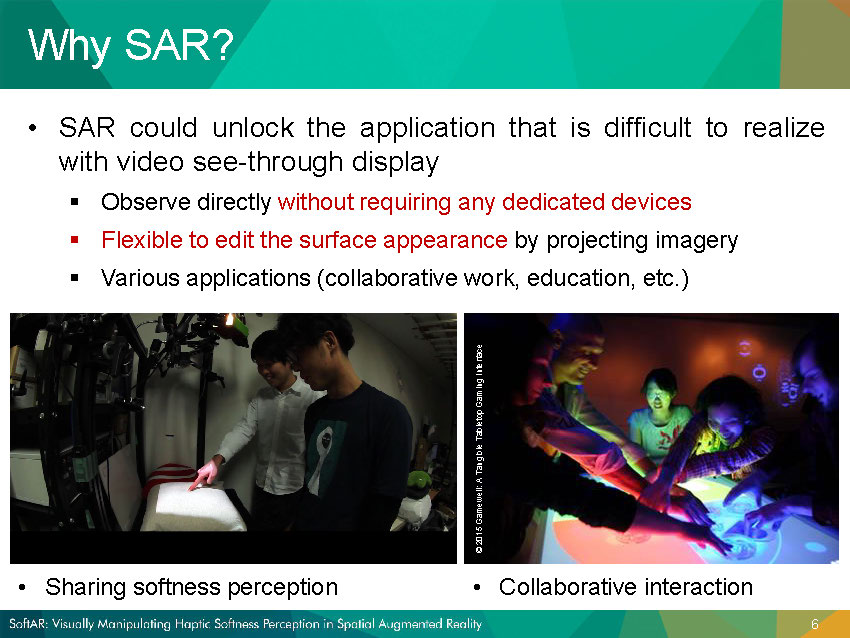 Why SAR?
• SAR could unlock the application that is difficult to realize
with video see-through display
▪ Observe directly without requiring any dedicated devices
▪ Flexible to edit the surface appearance by projecting imagery
▪ Various applications (collaborative work, education, etc.)
© 2015 Gamewell: A Tangible Tabletop Gaming Interface
• Sharing softness perception
• Collaborative interaction
SoftAR: Visually Manipulating Haptic Softness Perception in Spatial Augmented Reality
6